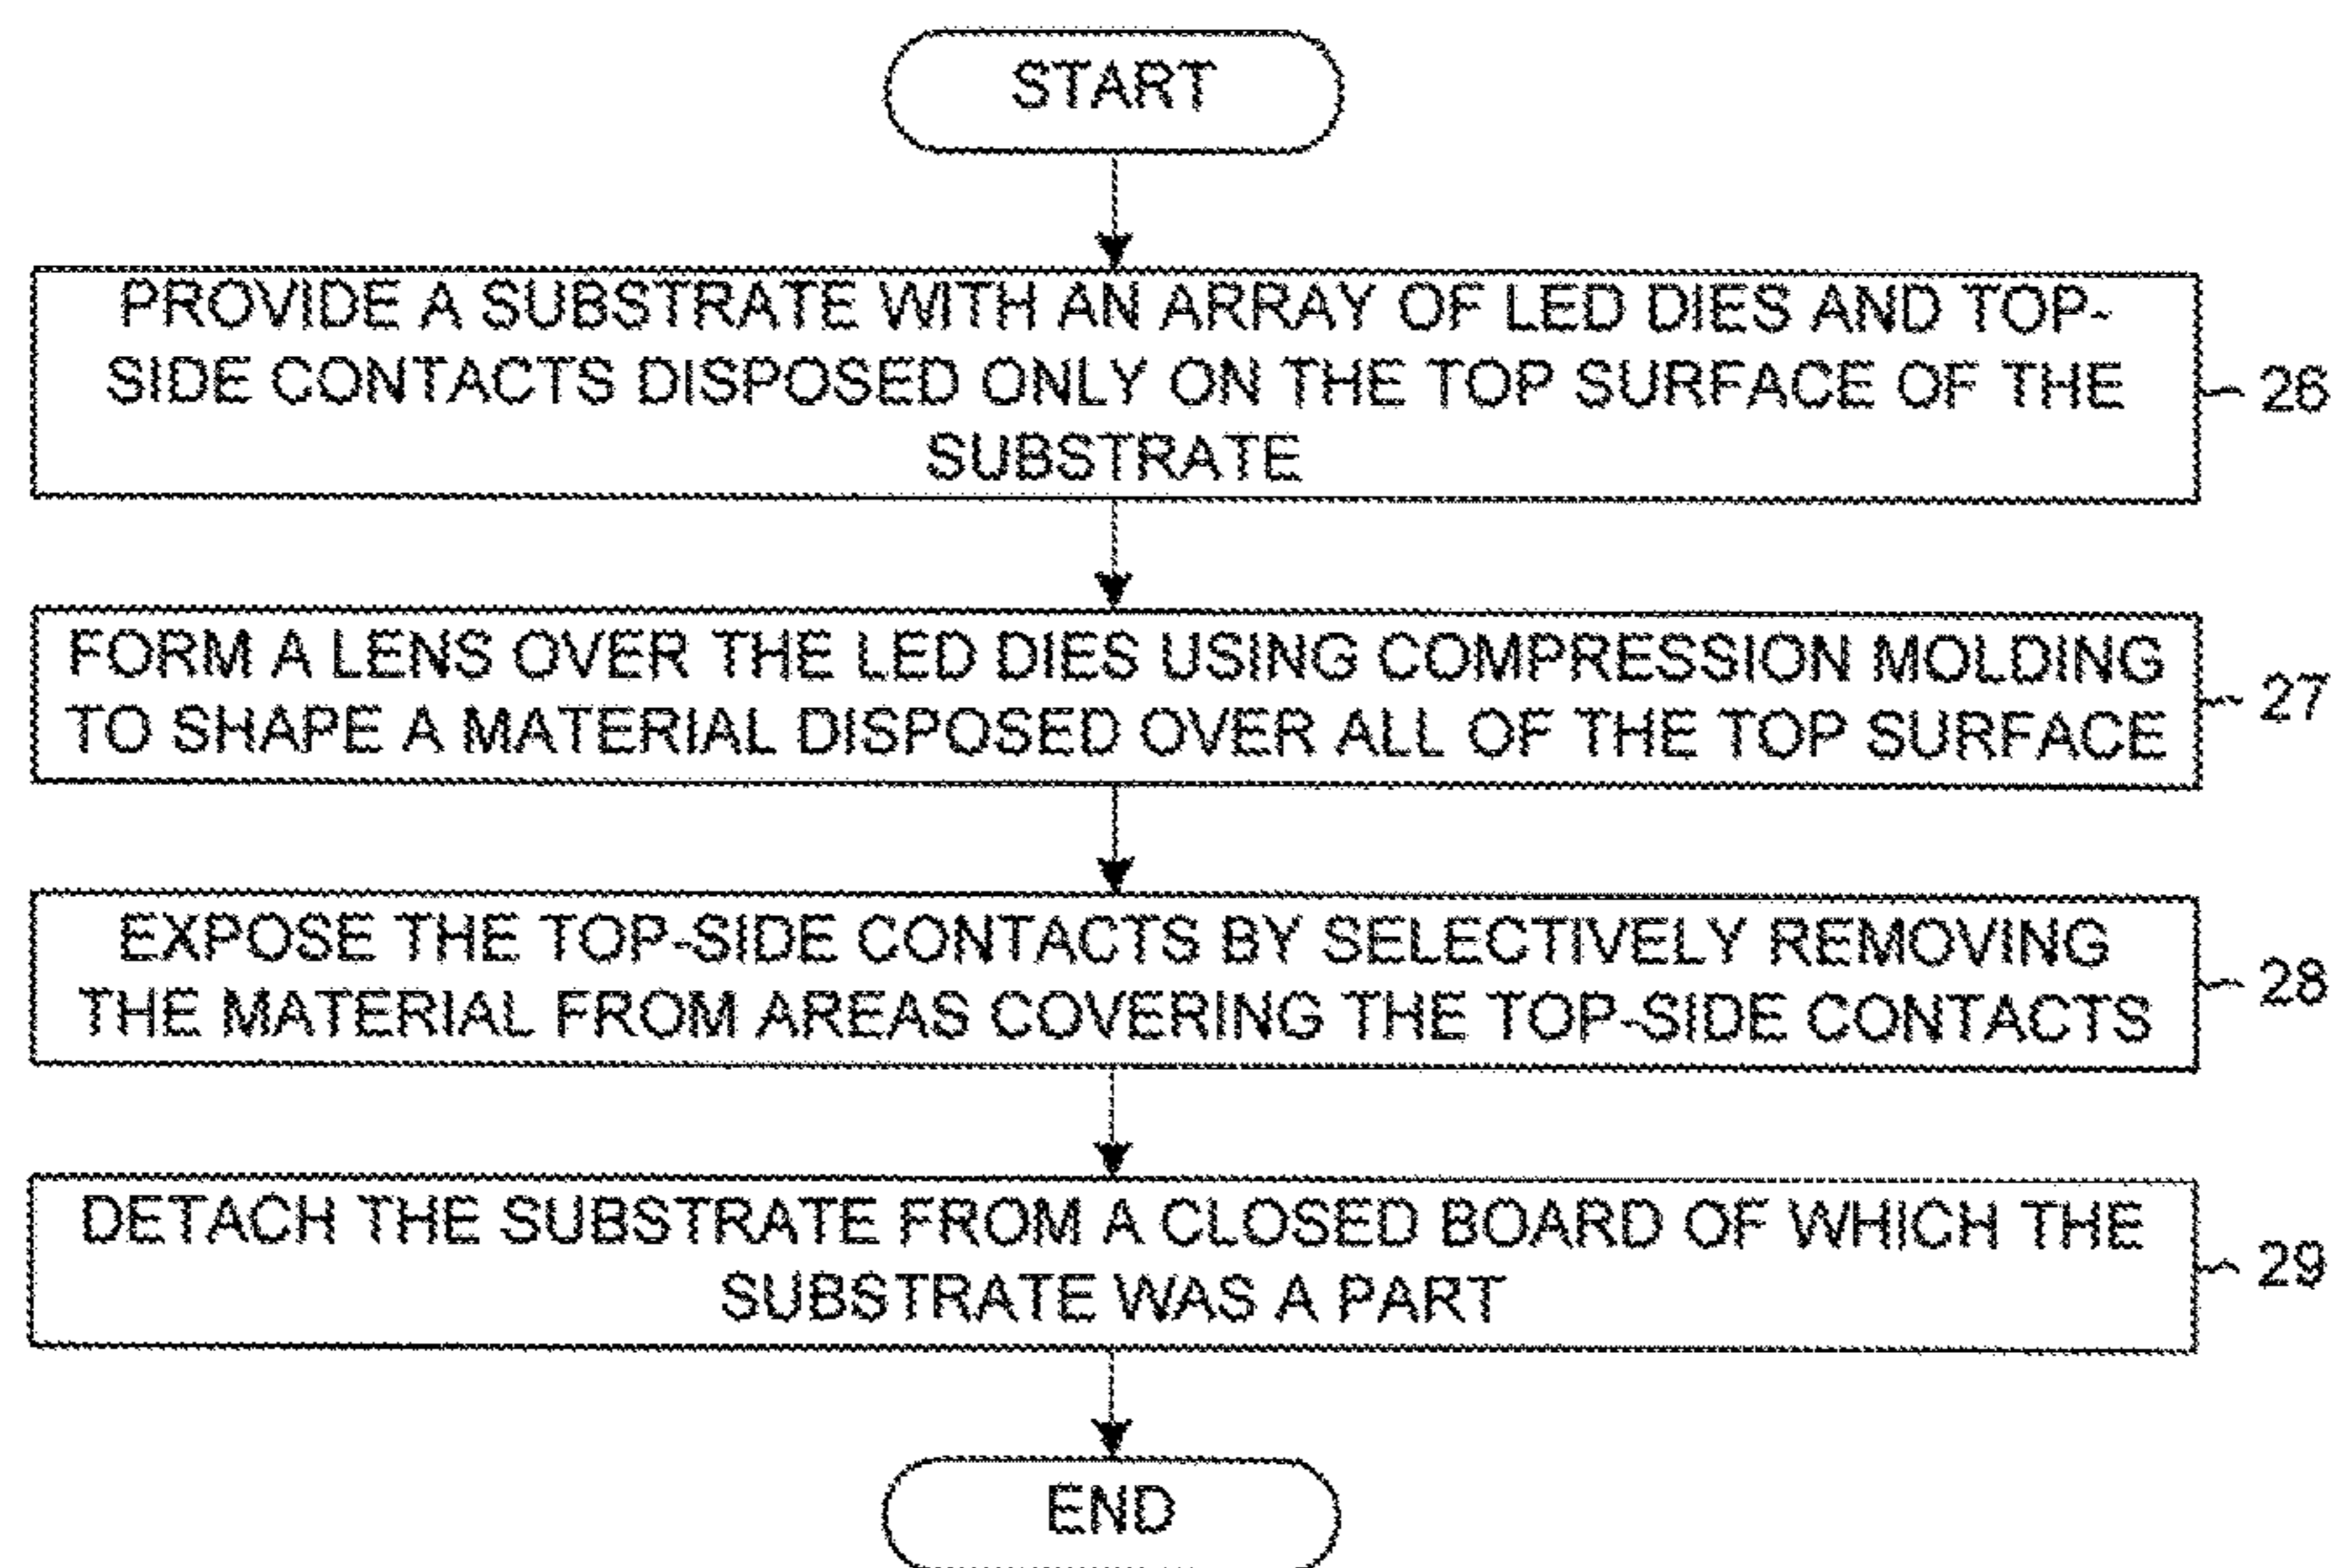 START
PROVIDE A SUBSTRATE WITH AN ARRAY OF LED DIES AND TOP-
SIDE CONTACTS DISPOSED ONLY ON THE TOP SURFACE OF THE
SUBSTRATE
26
FORM A LENS OVER THE LED DIES USING COMPRESSION MOLDING
TO SHAPE A MATERIAL DISPOSED OVER ALL OF THE TOP SURFACE
27
EXPOSE THE TOP-SIDE CONTACTS BY SELECTIVELY REMOVING
THE MATERIAL FROM AREAS COVERING THE TOP-SIDE CONTACTS
28
DETACH THE SUBSTRATE FROM A CLOSED BOARD OF WHICH THE
SUBSTRATE WAS A PART
29
END